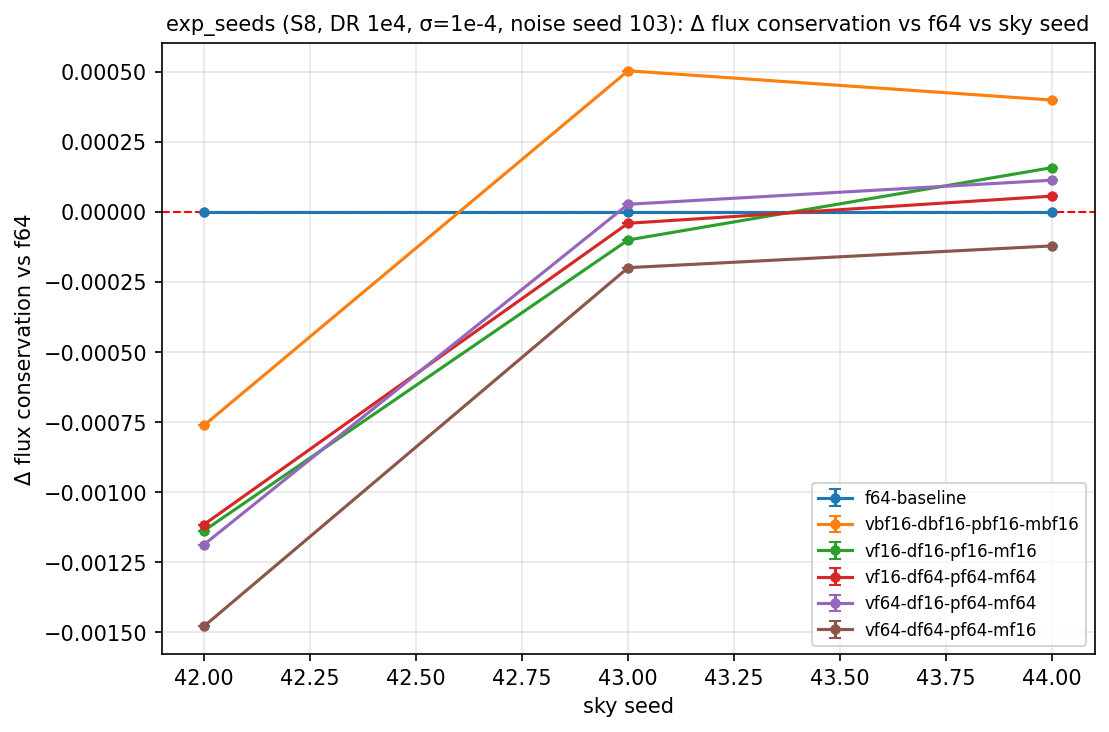 exp_seeds (S8, DR 1e4, σ=1e-4, noise seed 103): Δ flux conservation vs f64 vs sky seed
Δ flux conservation vs f64
0.00050
0.00025
0.00000
−0.00025
−0.00050
−0.00075
−0.00100
−0.00125
−0.00150
f64-baseline
vbf16-dbf16-pbf16-mbf16
vf16-df16-pf16-mf16
vf16-df64-pf64-mf64
vf64-df16-pf64-mf64
vf64-df64-pf64-mf16
42.00 42.25 42.50 42.75 43.00 43.25 43.50 43.75 44.00
sky seed